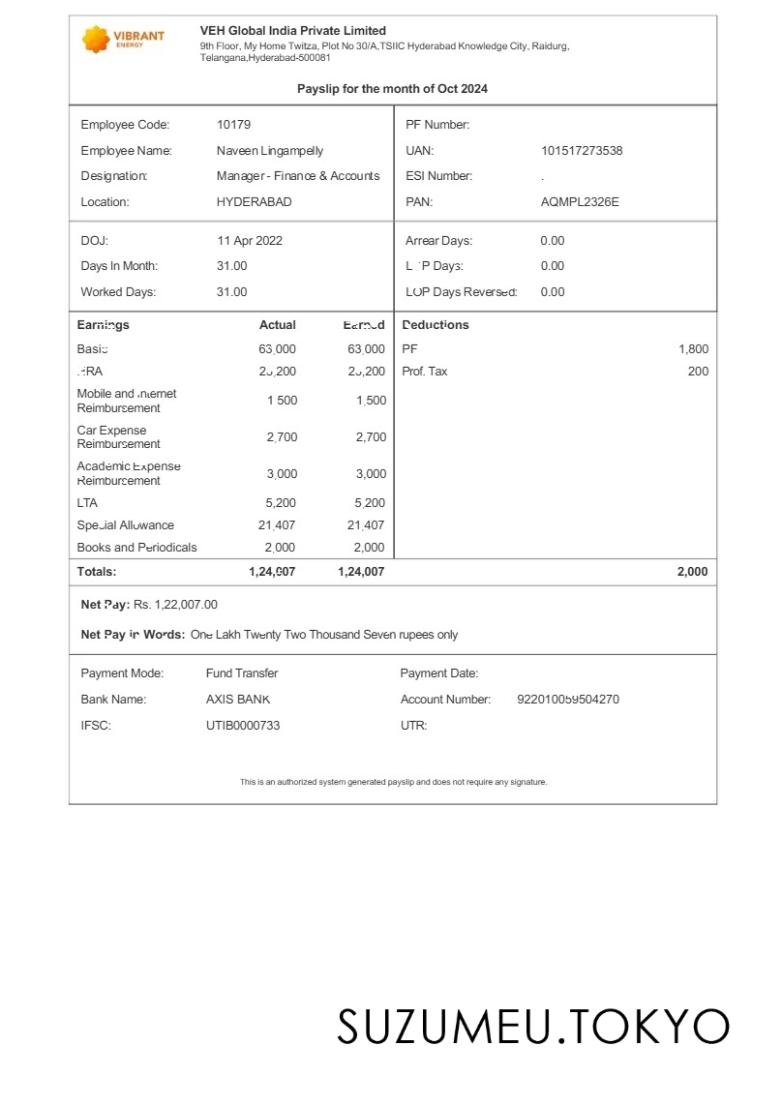 VIBRANT
ENERGY
VEH Global India Private Limited
9th Floor, My Home Twitza, Plot No 30/A,TSIIC Hyderabad Knowledge City, Raidurg,
Telangana,Hyderabad-500081
Payslip for the month of Oct 2024
Employee Code: 10179 PF Number:
Employee Name: Naveen Lingampelly UAN: 101517273538
Designation: Manager - Finance & Accounts ESI Number: .
Location: HYDERABAD PAN: AQMPL2326E
DOJ: 11 Apr 2022 Arrear Days: 0.00
Days In Month: 31.00 LOP Days: 0.00
Worked Days: 31.00 LOP Days Reversed: 0.00
Earnings Actual Earned Deductions
Basic 63,000 63,000 PF 1,800
HRA 25,200 25,200 Prof. Tax 200
Mobile and Internet
Reimbursement 1 500 1,500
Car Expense
Reimbursement 2,700 2,700
Academic Expense
Reimbursement 3,000 3,000
LTA 5,200 5,200
Special Allowance 21,407 21,407
Books and Periodicals 2,000 2,000
Totals: 1,24,007 1,24,007 2,000
Net Pay: Rs. 1,22,007.00
Net Pay in Words: One Lakh Twenty Two Thousand Seven rupees only
Payment Mode: Fund Transfer Payment Date:
Bank Name: AXIS BANK Account Number: 922010059504270
IFSC: UTIB0000733 UTR:
This is an authorized system generated payslip and does not require any signature.
SUZUMEU.TOKYO